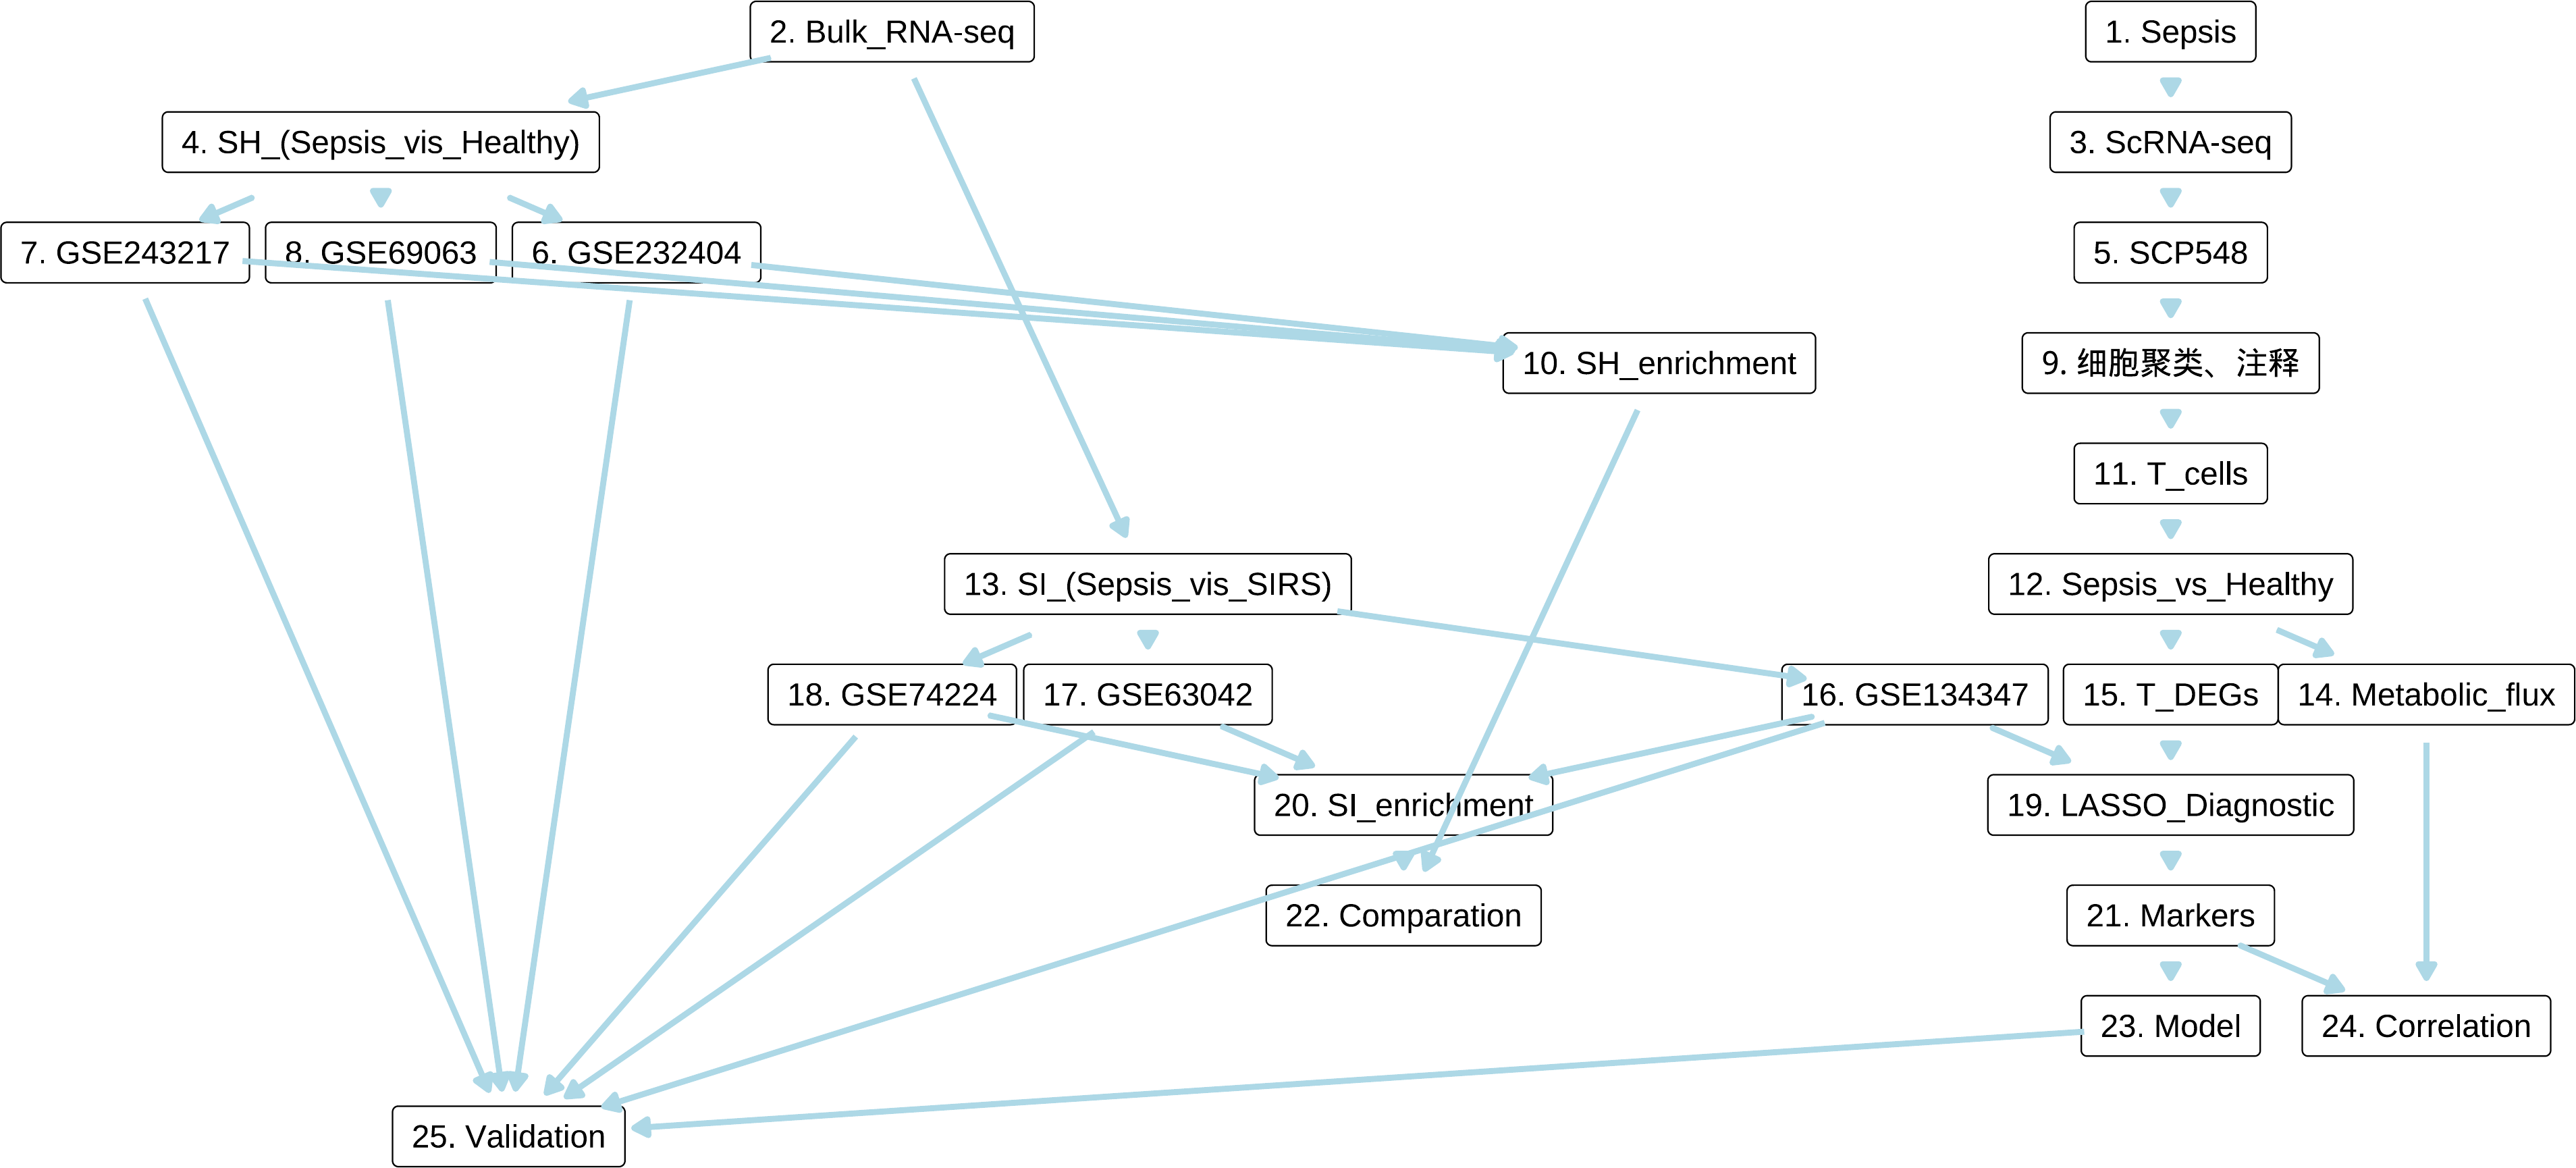 2. Bulk_RNA-seq
1. Sepsis
4. SH_(Sepsis_vis_Healthy)
3. ScRNA-seq
7. GSE243217
8. GSE69063
6. GSE232404
5. SCP548
10. SH_enrichment
9. 细胞聚类、注释
11. T_cells
13. SI_(Sepsis_vis_SIRS)
12. Sepsis_vs_Healthy
18. GSE74224
17. GSE63042
16. GSE134347
15. T_DEGs
14. Metabolic_flux
20. SI_enrichment
19. LASSO_Diagnostic
22. Comparation
21. Markers
23. Model
24. Correlation
25. Validation